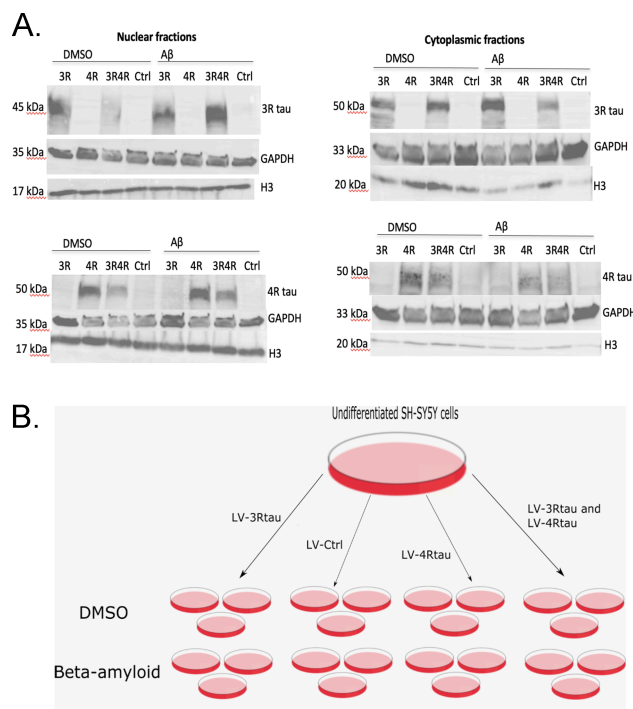 A.
Nuclear fractions
DMSO Aβ
3R 4R 3R4R Ctrl 3R 4R 3R4R Ctrl
45 kDa 3R tau
35 kDa GAPDH
17 kDa H3
Cytoplasmic fractions
DMSO Aβ
3R 4R 3R4R Ctrl 3R 4R 3R4R Ctrl
50 kDa 3R tau
33 kDa GAPDH
20 kDa H3
DMSO Aβ
3R 4R 3R4R Ctrl 3R 4R 3R4R Ctrl
50 kDa 4R tau
35 kDa GAPDH
17 kDa H3
DMSO Aβ
3R 4R 3R4R Ctrl 3R 4R 3R4R Ctrl
50 kDa 4R tau
33 kDa GAPDH
20 kDa H3
B.
Undifferentiated SH-SY5Y cells
LV-3Rtau
LV-Ctrl
LV-4Rtau
LV-3Rtau and
LV-4Rtau
DMSO
Beta-amyloid